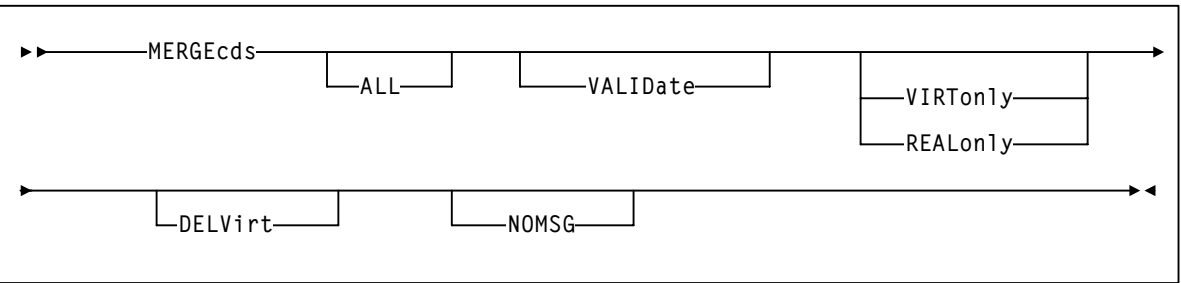 MERGEcds
ALL
VALIDate
VIRTonly
REALonly
DELVirt
NOMSG